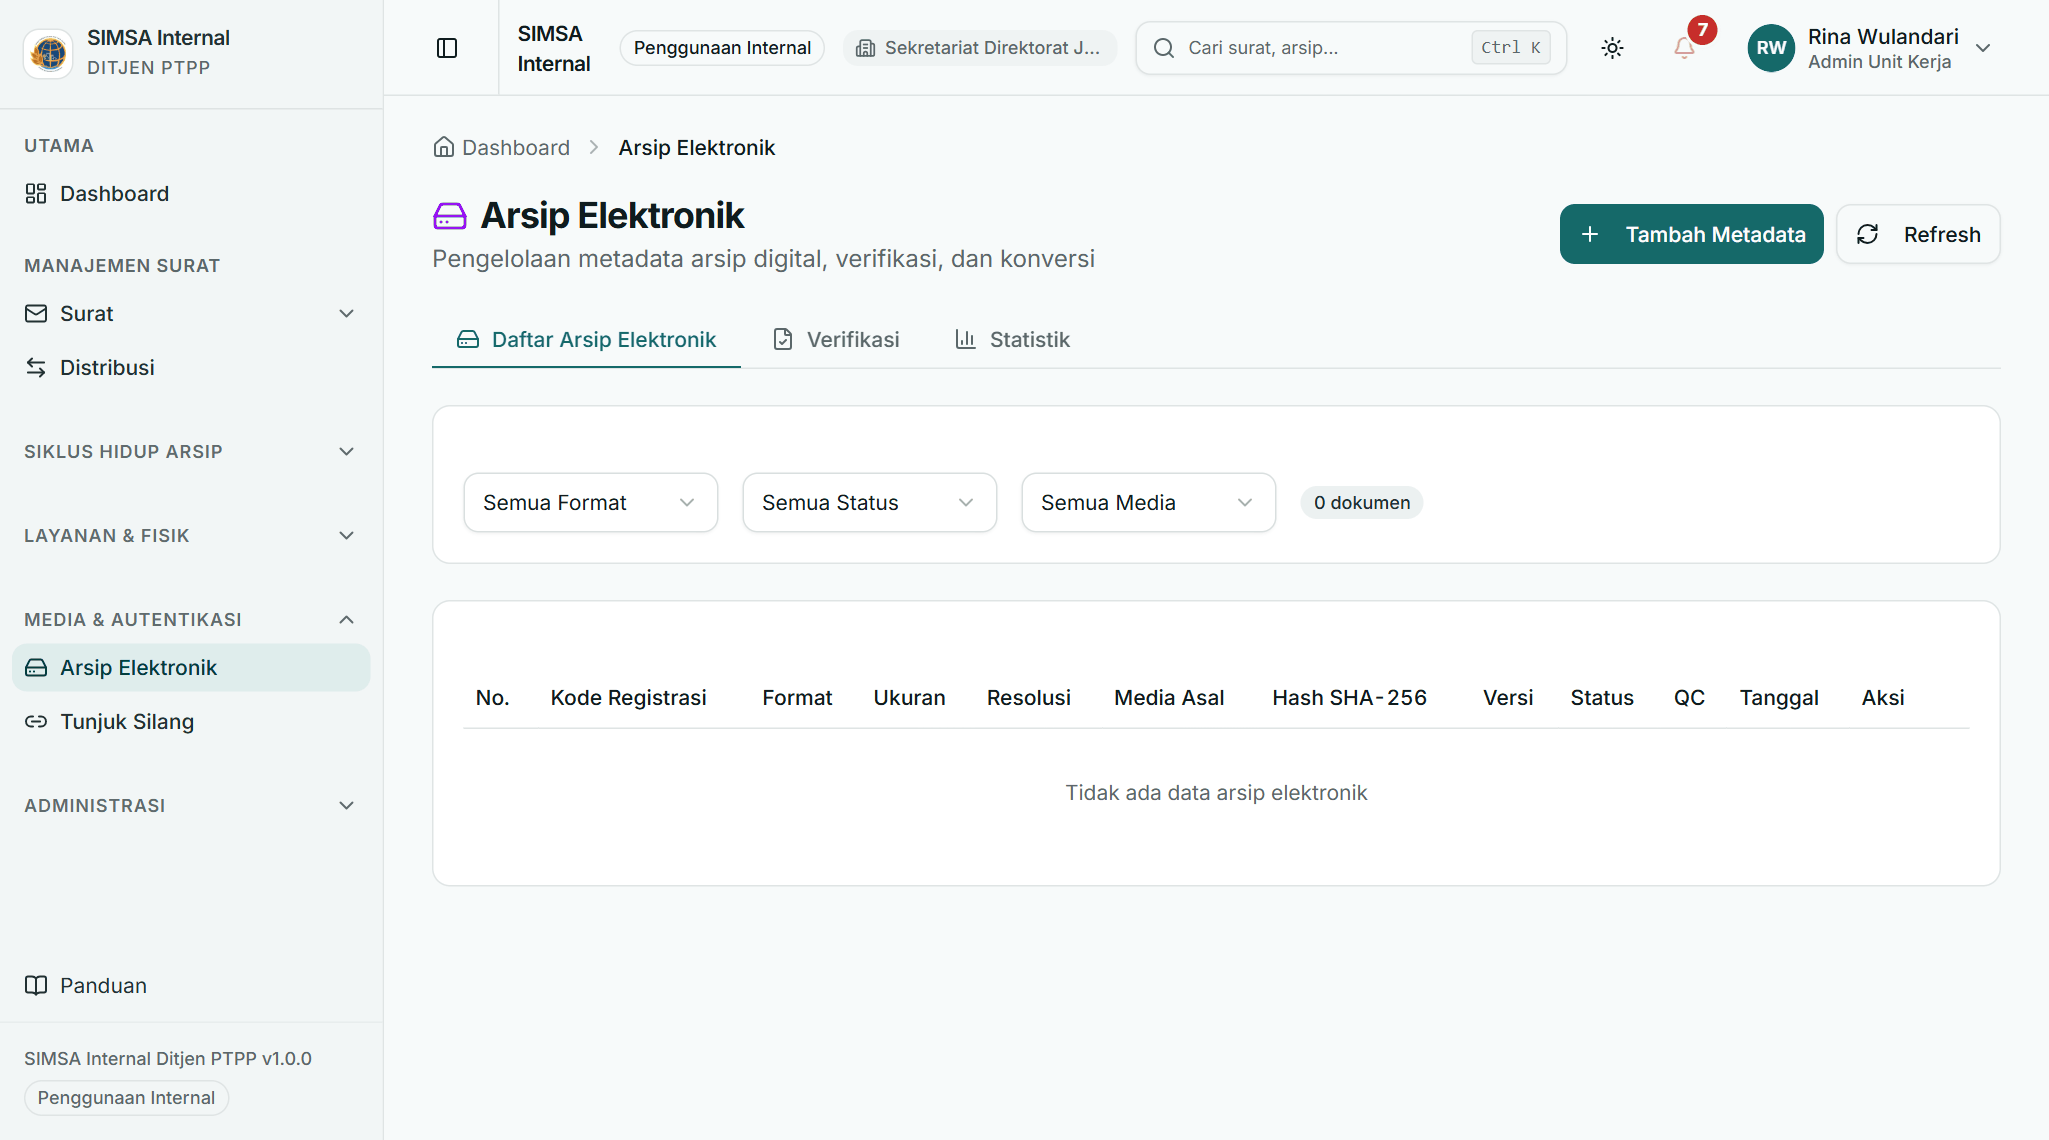 SIMSA Internal
DITJEN PTPP
SIMSA Internal
Penggunaan Internal
Sekretariat Direktorat J...
Cari surat, arsip...
Ctrl K
7
RW
Rina Wulandari
Admin Unit Kerja
UTAMA
Dashboard
MANAJEMEN SURAT
Surat
Distribusi
SIKLUS HIDUP ARSIP
LAYANAN & FISIK
MEDIA & AUTENTIKASI
Arsip Elektronik
Tunjuk Silang
ADMINISTRASI
Panduan
SIMSA Internal Ditjen PTPP v1.0.0
Penggunaan Internal
Dashboard
Arsip Elektronik
Arsip Elektronik
Pengelolaan metadata arsip digital, verifikasi, dan konversi
Tambah Metadata
Refresh
Daftar Arsip Elektronik
Verifikasi
Statistik
Semua Format
Semua Status
Semua Media
0 dokumen
No. Kode Registrasi Format Ukuran Resolusi Media Asal Hash SHA-256 Versi Status QC Tanggal Aksi
Tidak ada data arsip elektronik